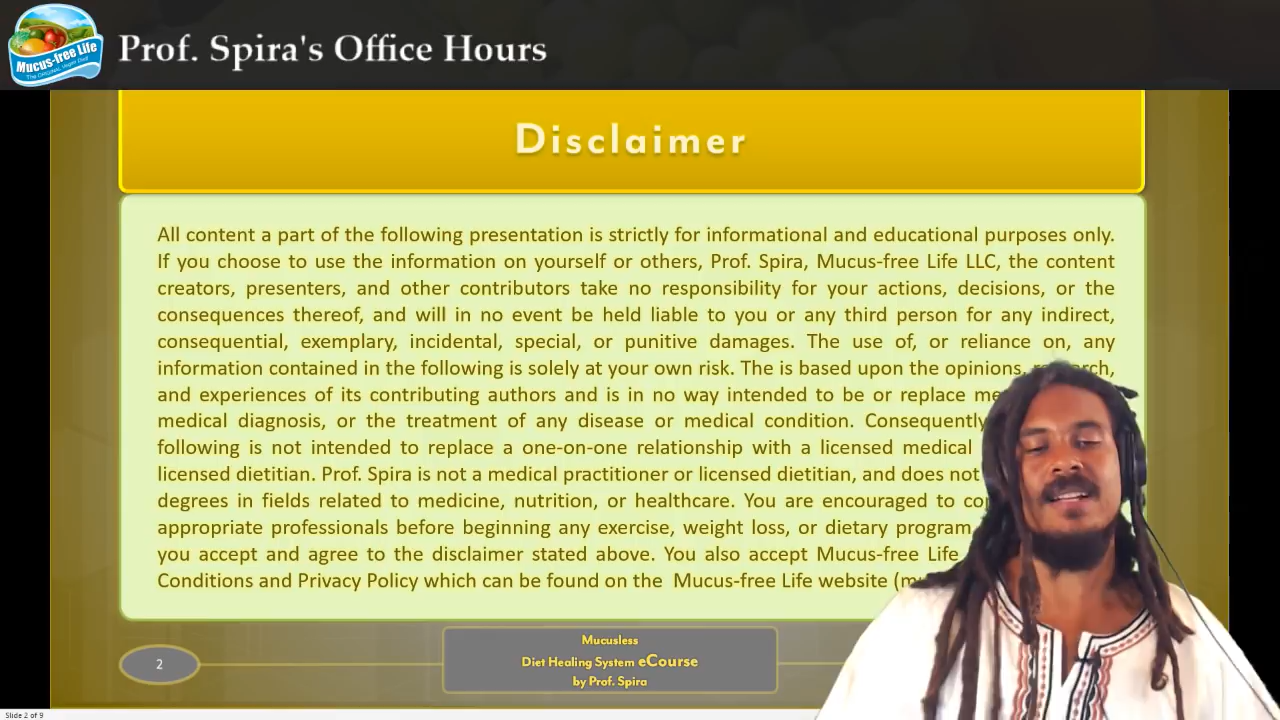 Mucus-free Life
The Original Vegan Diet
Prof. Spira's Office Hours
Disclaimer
All content a part of the following presentation is strictly for informational and educational purposes only.
If you choose to use the information on yourself or others, Prof. Spira, Mucus-free Life LLC, the content
creators, presenters, and other contributors take no responsibility for your actions, decisions, or the
consequences thereof, and will in no event be held liable to you or any third person for any indirect,
consequential, exemplary, incidental, special, or punitive damages. The use of, or reliance on, any
information contained in the following is solely at your own risk. The is based upon the opinions,
and experiences of its contributing authors and is in no way intended to be or replace
medical diagnosis, or the treatment of any disease or medical condition. Consequently
following is not intended to replace a one-on-one relationship with a licensed medical
licensed dietitian. Prof. Spira is not a medical practitioner or licensed dietitian, and does not
degrees in fields related to medicine, nutrition, or healthcare. You are encouraged to
appropriate professionals before beginning any exercise, weight loss, or dietary program
you accept and agree to the disclaimer stated above. You also accept Mucus-free Life
Conditions and Privacy Policy which can be found on the Mucus-free Life website
2
Mucusless
Diet Healing System eCourse
by Prof. Spira
Slide 2 of 9